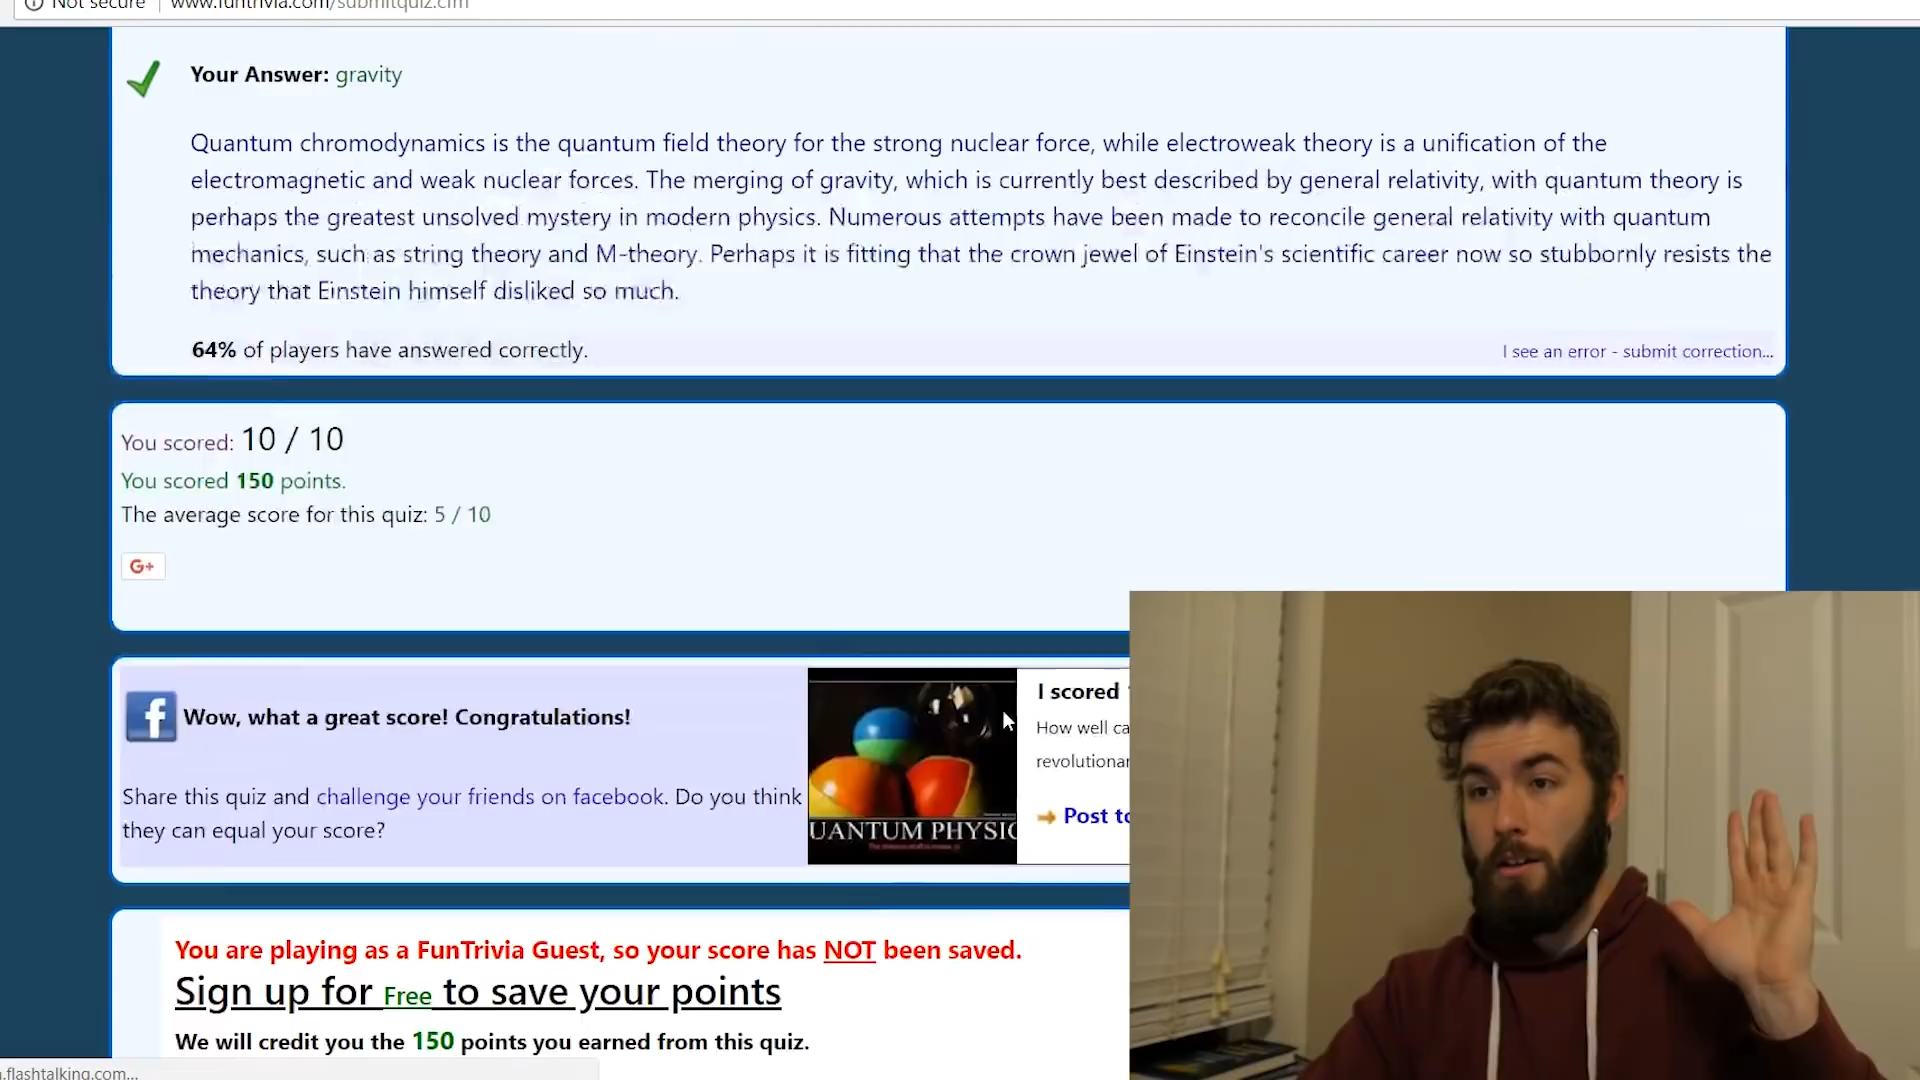 Not secure www.funtrivia.com/submitquiz.cfm
Your Answer: gravity
Quantum chromodynamics is the quantum field theory for the strong nuclear force, while electroweak theory is a unification of the
electromagnetic and weak nuclear forces. The merging of gravity, which is currently best described by general relativity, with quantum theory is
perhaps the greatest unsolved mystery in modern physics. Numerous attempts have been made to reconcile general relativity with quantum
mechanics, such as string theory and M-theory. Perhaps it is fitting that the crown jewel of Einstein's scientific career now so stubbornly resists the
theory that Einstein himself disliked so much.
64% of players have answered correctly.
I see an error - submit correction...
You scored: 10 / 10
You scored 150 points.
The average score for this quiz: 5 / 10
G+
f
Wow, what a great score! Congratulations!
Share this quiz and challenge your friends on facebook. Do you think
they can equal your score?
UANTUM PHYSIC
I scored
How well ca
revolutionar
Post to
You are playing as a FunTrivia Guest, so your score has NOT been saved.
Sign up for Free to save your points
We will credit you the 150 points you earned from this quiz.
.flashtalking.com...